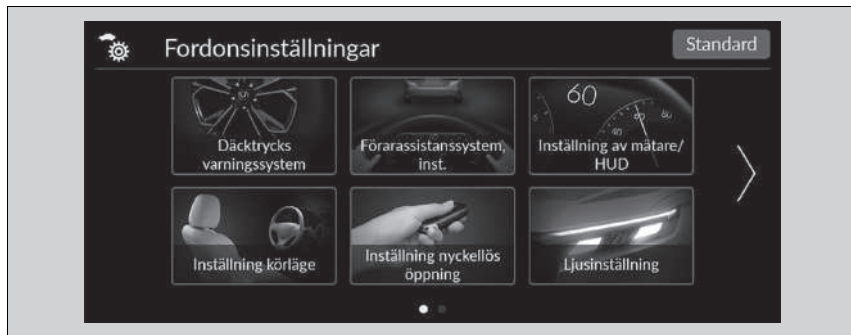 Fordonsinställningar
Standard
Däcktrycks
varningssystem
Förarassistanssystem,
inst.
60
Inställning av mätare/
HUD
Inställning körläge
Inställning nyckellös
öppning
Ljusinställning